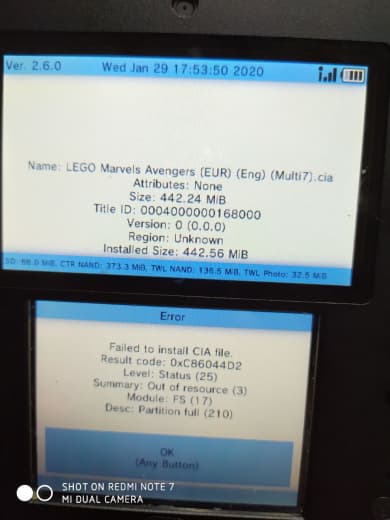 Ver. 2.6.0 Wed Jan 29 17:53:50 2020
Name: LEGO Marvels Avengers (EUR) (Eng) (Multi7).cia
Attributes: None
Size: 442.24 MiB
Title ID: 0004000000168000
Version: 0 (0.0.0)
Region: Unknown
Installed Size: 442.56 MiB
SD: 66.0 MiB, CTR NAND: 373.3 MiB, TWL NAND: 136.5 MiB, TWL Photo: 32.5 MiB
Error
Failed to install CIA file.
Result code: 0xC86044D2
Level: Status (25)
Summary: Out of resource (3)
Module: FS (17)
Desc: Partition full (210)
OK
(Any Button)
SHOT ON REDMI NOTE 7
MI DUAL CAMERA